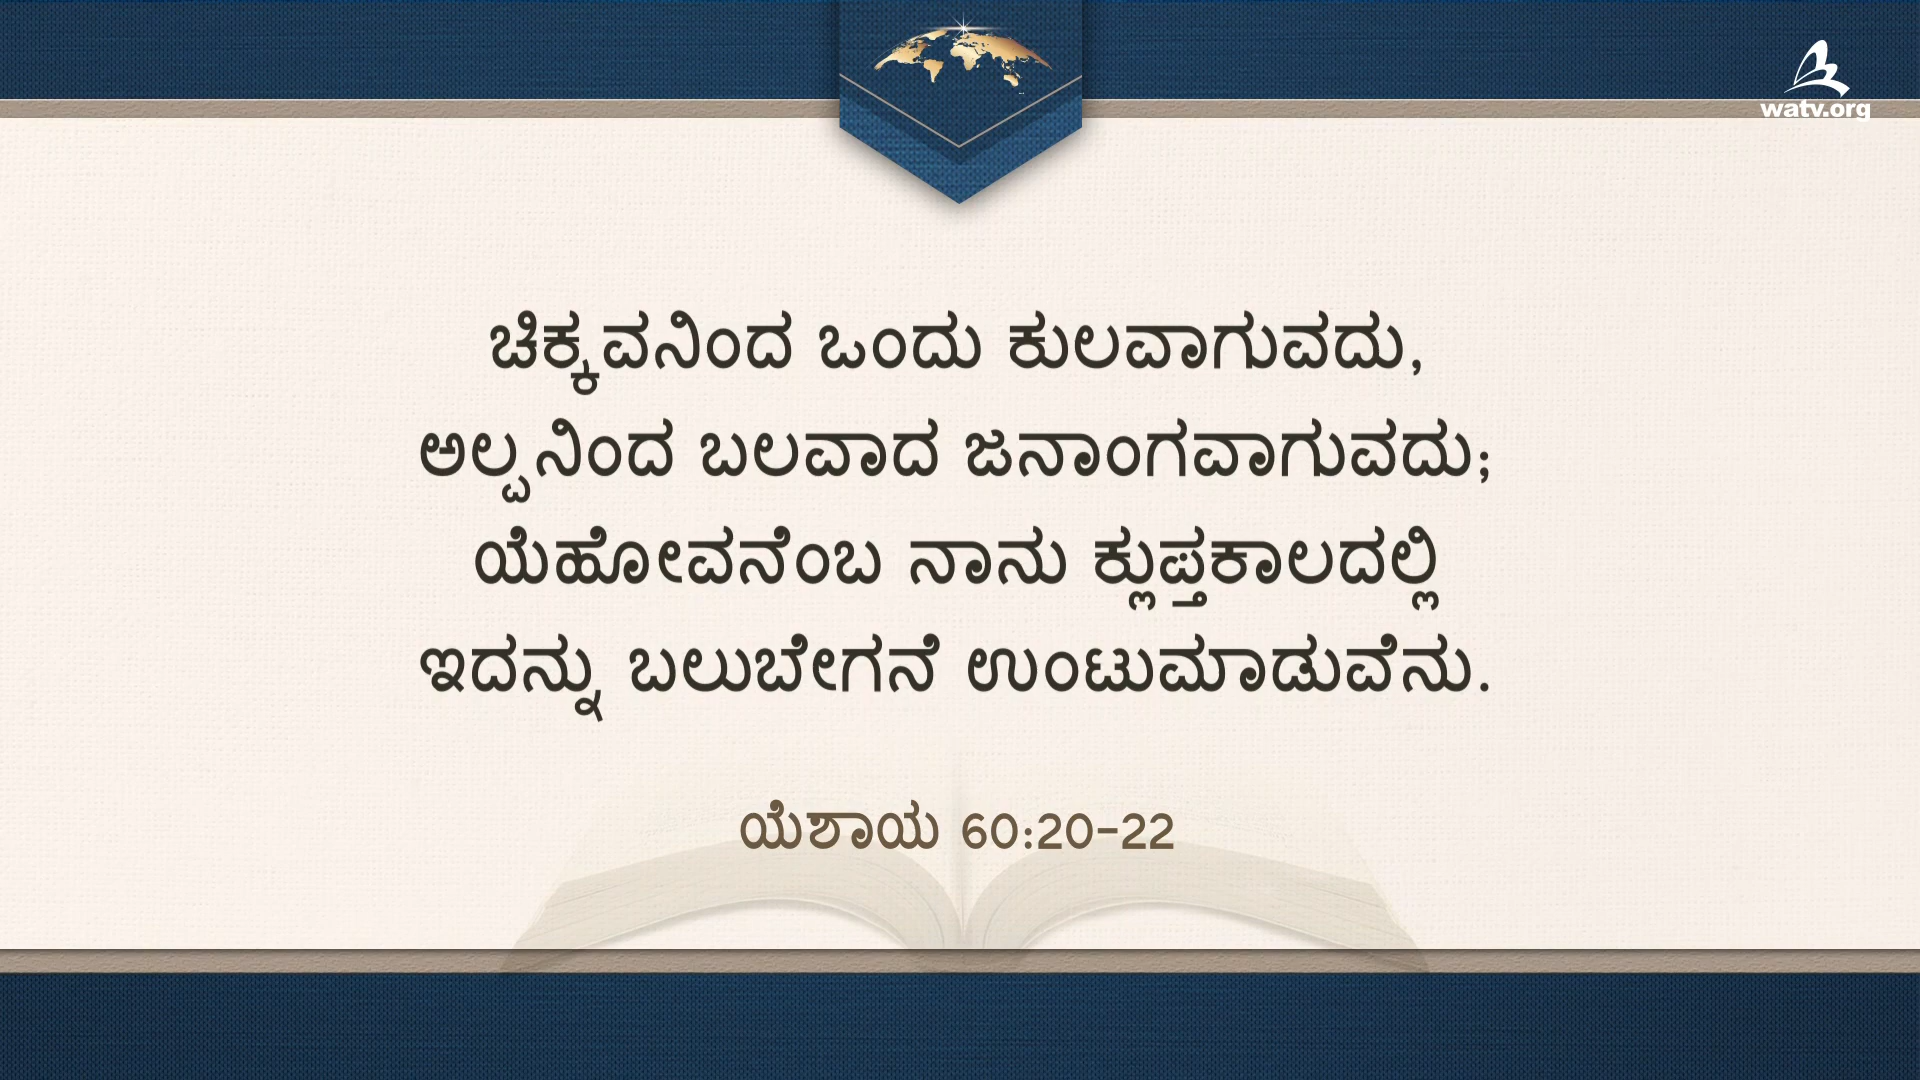 watv.org
ಚಿಕ್ಕವನಿಂದ ಒಂದು ಕುಲವಾಗುವದು,
ಅಲ್ಪನಿಂದ ಬಲವಾದ ಜನಾಂಗವಾಗುವದು;
ಯೆಹೋವನೆಂಬ ನಾನು ಕ್ಲುಪ್ತಕಾಲದಲ್ಲಿ
ಇದನ್ನು ಬಲುಬೇಗನೆ ಉಂಟುಮಾಡುವೆನು.
ಯೆಶಾಯ 60:20-22